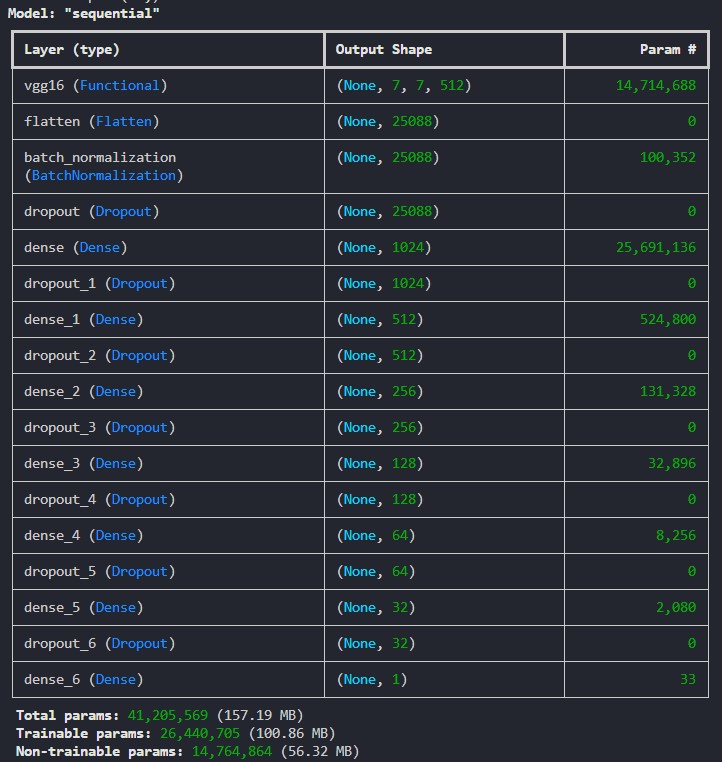 Model: "sequential"
Layer (type) Output Shape Param #
vgg16 (Functional) (None, 7, 7, 512) 14,714,688
flatten (Flatten) (None, 25088) 0
batch_normalization (None, 25088) 100,352
(BatchNormalization)
dropout (Dropout) (None, 25088) 0
dense (Dense) (None, 1024) 25,691,136
dropout_1 (Dropout) (None, 1024) 0
dense_1 (Dense) (None, 512) 524,800
dropout_2 (Dropout) (None, 512) 0
dense_2 (Dense) (None, 256) 131,328
dropout_3 (Dropout) (None, 256) 0
dense_3 (Dense) (None, 128) 32,896
dropout_4 (Dropout) (None, 128) 0
dense_4 (Dense) (None, 64) 8,256
dropout_5 (Dropout) (None, 64) 0
dense_5 (Dense) (None, 32) 2,080
dropout_6 (Dropout) (None, 32) 0
dense_6 (Dense) (None, 1) 33
Total params: 41,205,569 (157.19 MB)
Trainable params: 26,440,705 (100.86 MB)
Non-trainable params: 14,764,864 (56.32 MB)